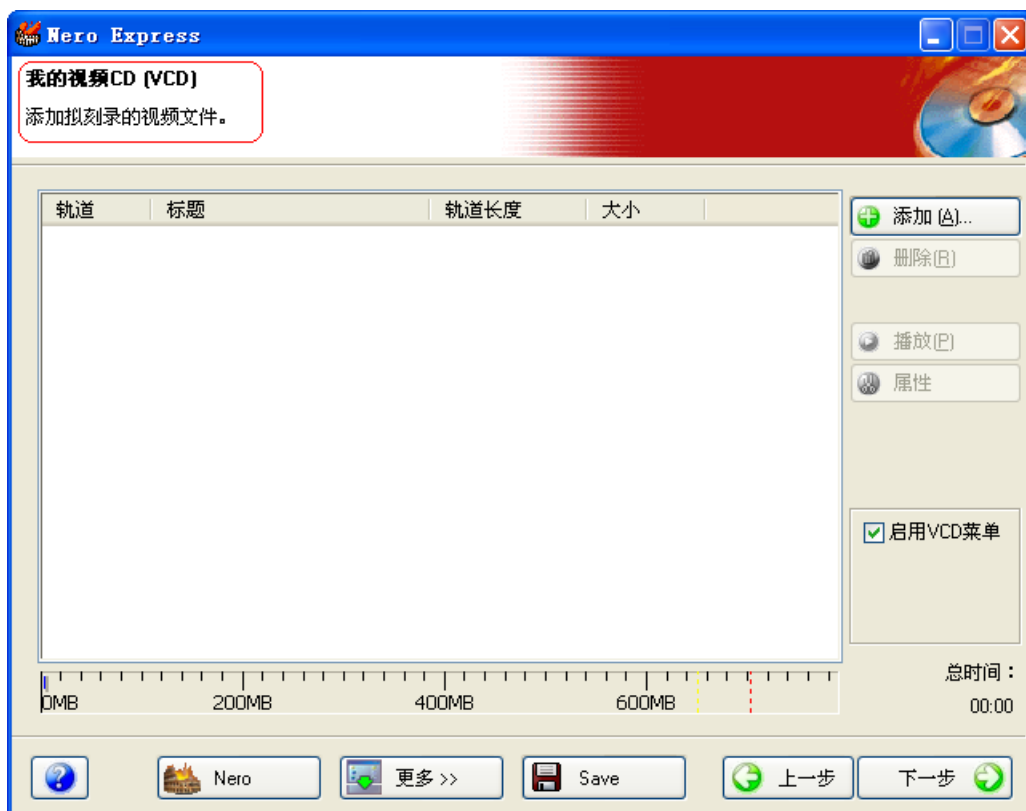 Nero Express
我的视频CD (VCD)
添加拟刻录的视频文件。
轨道 标题 轨道长度 大小
添加(A)...
删除(R)
播放(P)
属性
启用VCD菜单
总时间：
00:00
0MB 200MB 400MB 600MB
Nero 更多>> Save 上一步 下一步